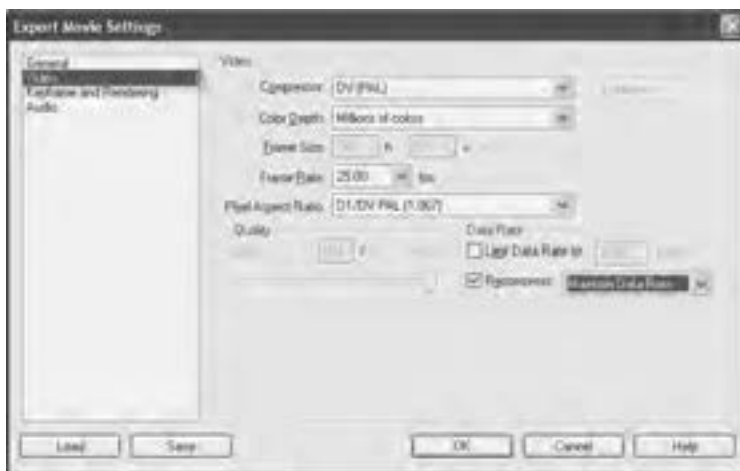 Export Movie Settings
General
Video
Keyframe and Rendering
Audio
Video
Compressor: DV (PAL)
Color Depth: Millions of colors
Frame Size: h v
Frame Rate: 25.00 fps
Pixel Aspect Ratio: D1/DV PAL (1.067)
Quality
Data Rate
Limit Data Rate to
Recompress: Maintain Data Rate
Load
Save
OK
Cancel
Help